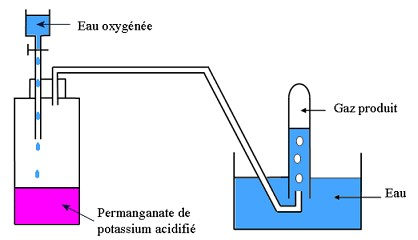 Eau oxygénée
Gaz produit
Eau
Permanganate de
potassium acidifié